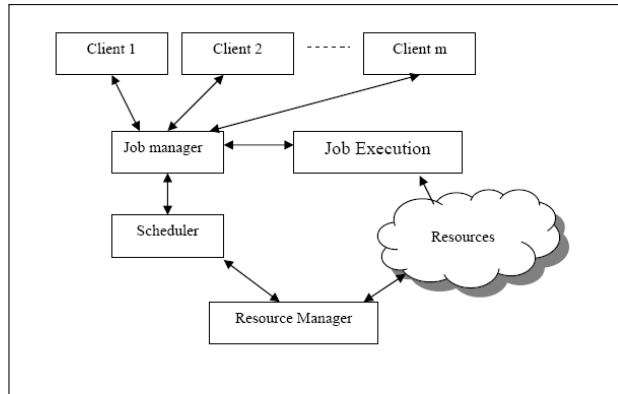 Client 1
Client 2
Client m
Job manager
Job Execution
Scheduler
Resources
Resource Manager